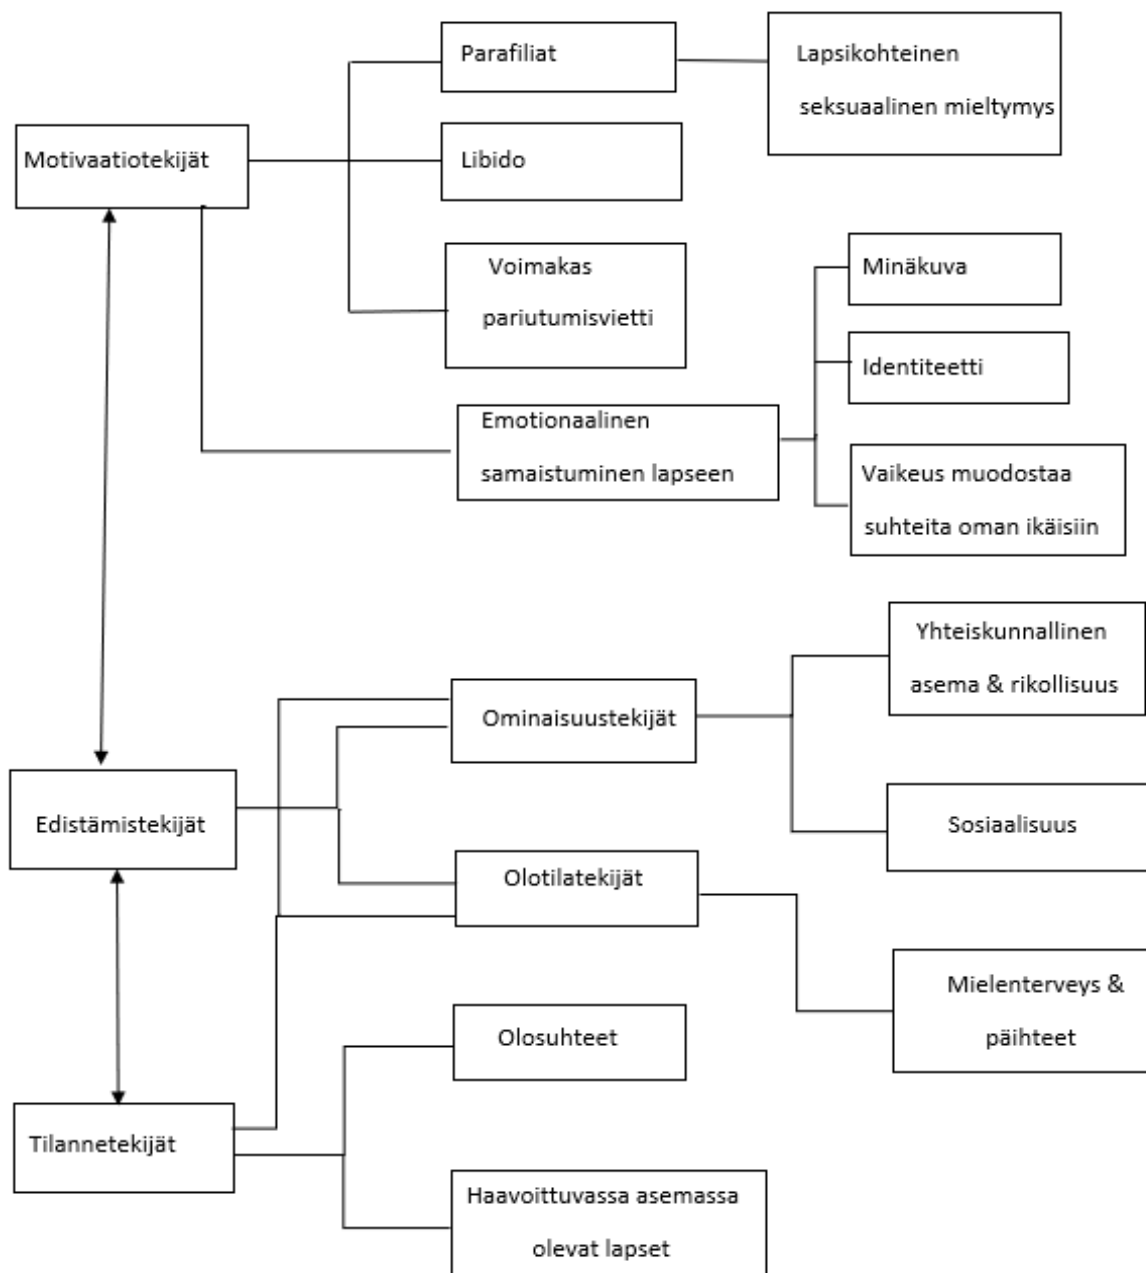 Parafiliat
Lapsikohteinen
seksuaalinen mieltymys
Motivaatiotekijät
Libido
Voimakas
pariutumisvietti
Minäkuva
Identiteetti
Emotionaalinen
samaistuminen lapseen
Vaikeus muodostaa
suhteita oman ikäisiin
Yhteiskunnallinen
asema & rikollisuus
Ominaisuustekijät
Edistämistekijät
Sosiaalisuus
Olotilatekijät
Mielenterveys &
päihteet
Olosuhteet
Tilannetekijät
Haavoittuvassa asemassa
olevat lapset